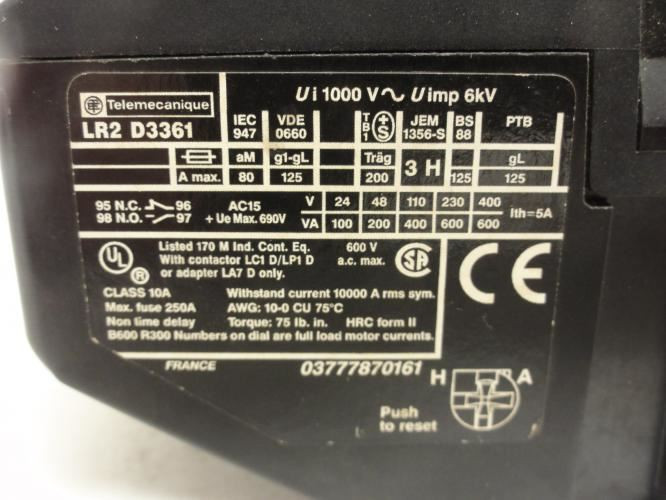 Telemecanique
LR2 D3361
Ui 1000 V ~ Uimp 6kV
IEC 947 VDE 0660 TB1 + S JEM 1356-S BS 88 PTB
A max. aM 80 g1-gL 125 Träg 200 3 H 125 gL 125
95 N.C. 96 AC15 V 24 48 110 230 400 Ith=5A
98 N.O. 97 + Ue Max. 690V VA 100 200 400 600 600
UL ® Listed 170 M Ind. Cont. Eq. 600 V SA CE
With contactor LC1 D/LP1 D a.c. max.
or adapter LA7 D only.
CLASS 10A Withstand current 10000 A rms sym.
Max. fuse 250A AWG: 10-0 CU 75°C
Non time delay Torque: 75 lb. in. HRC form II
B600 R300 Numbers on dial are full load motor currents.
FRANCE 03777870161
H A
Push
to reset